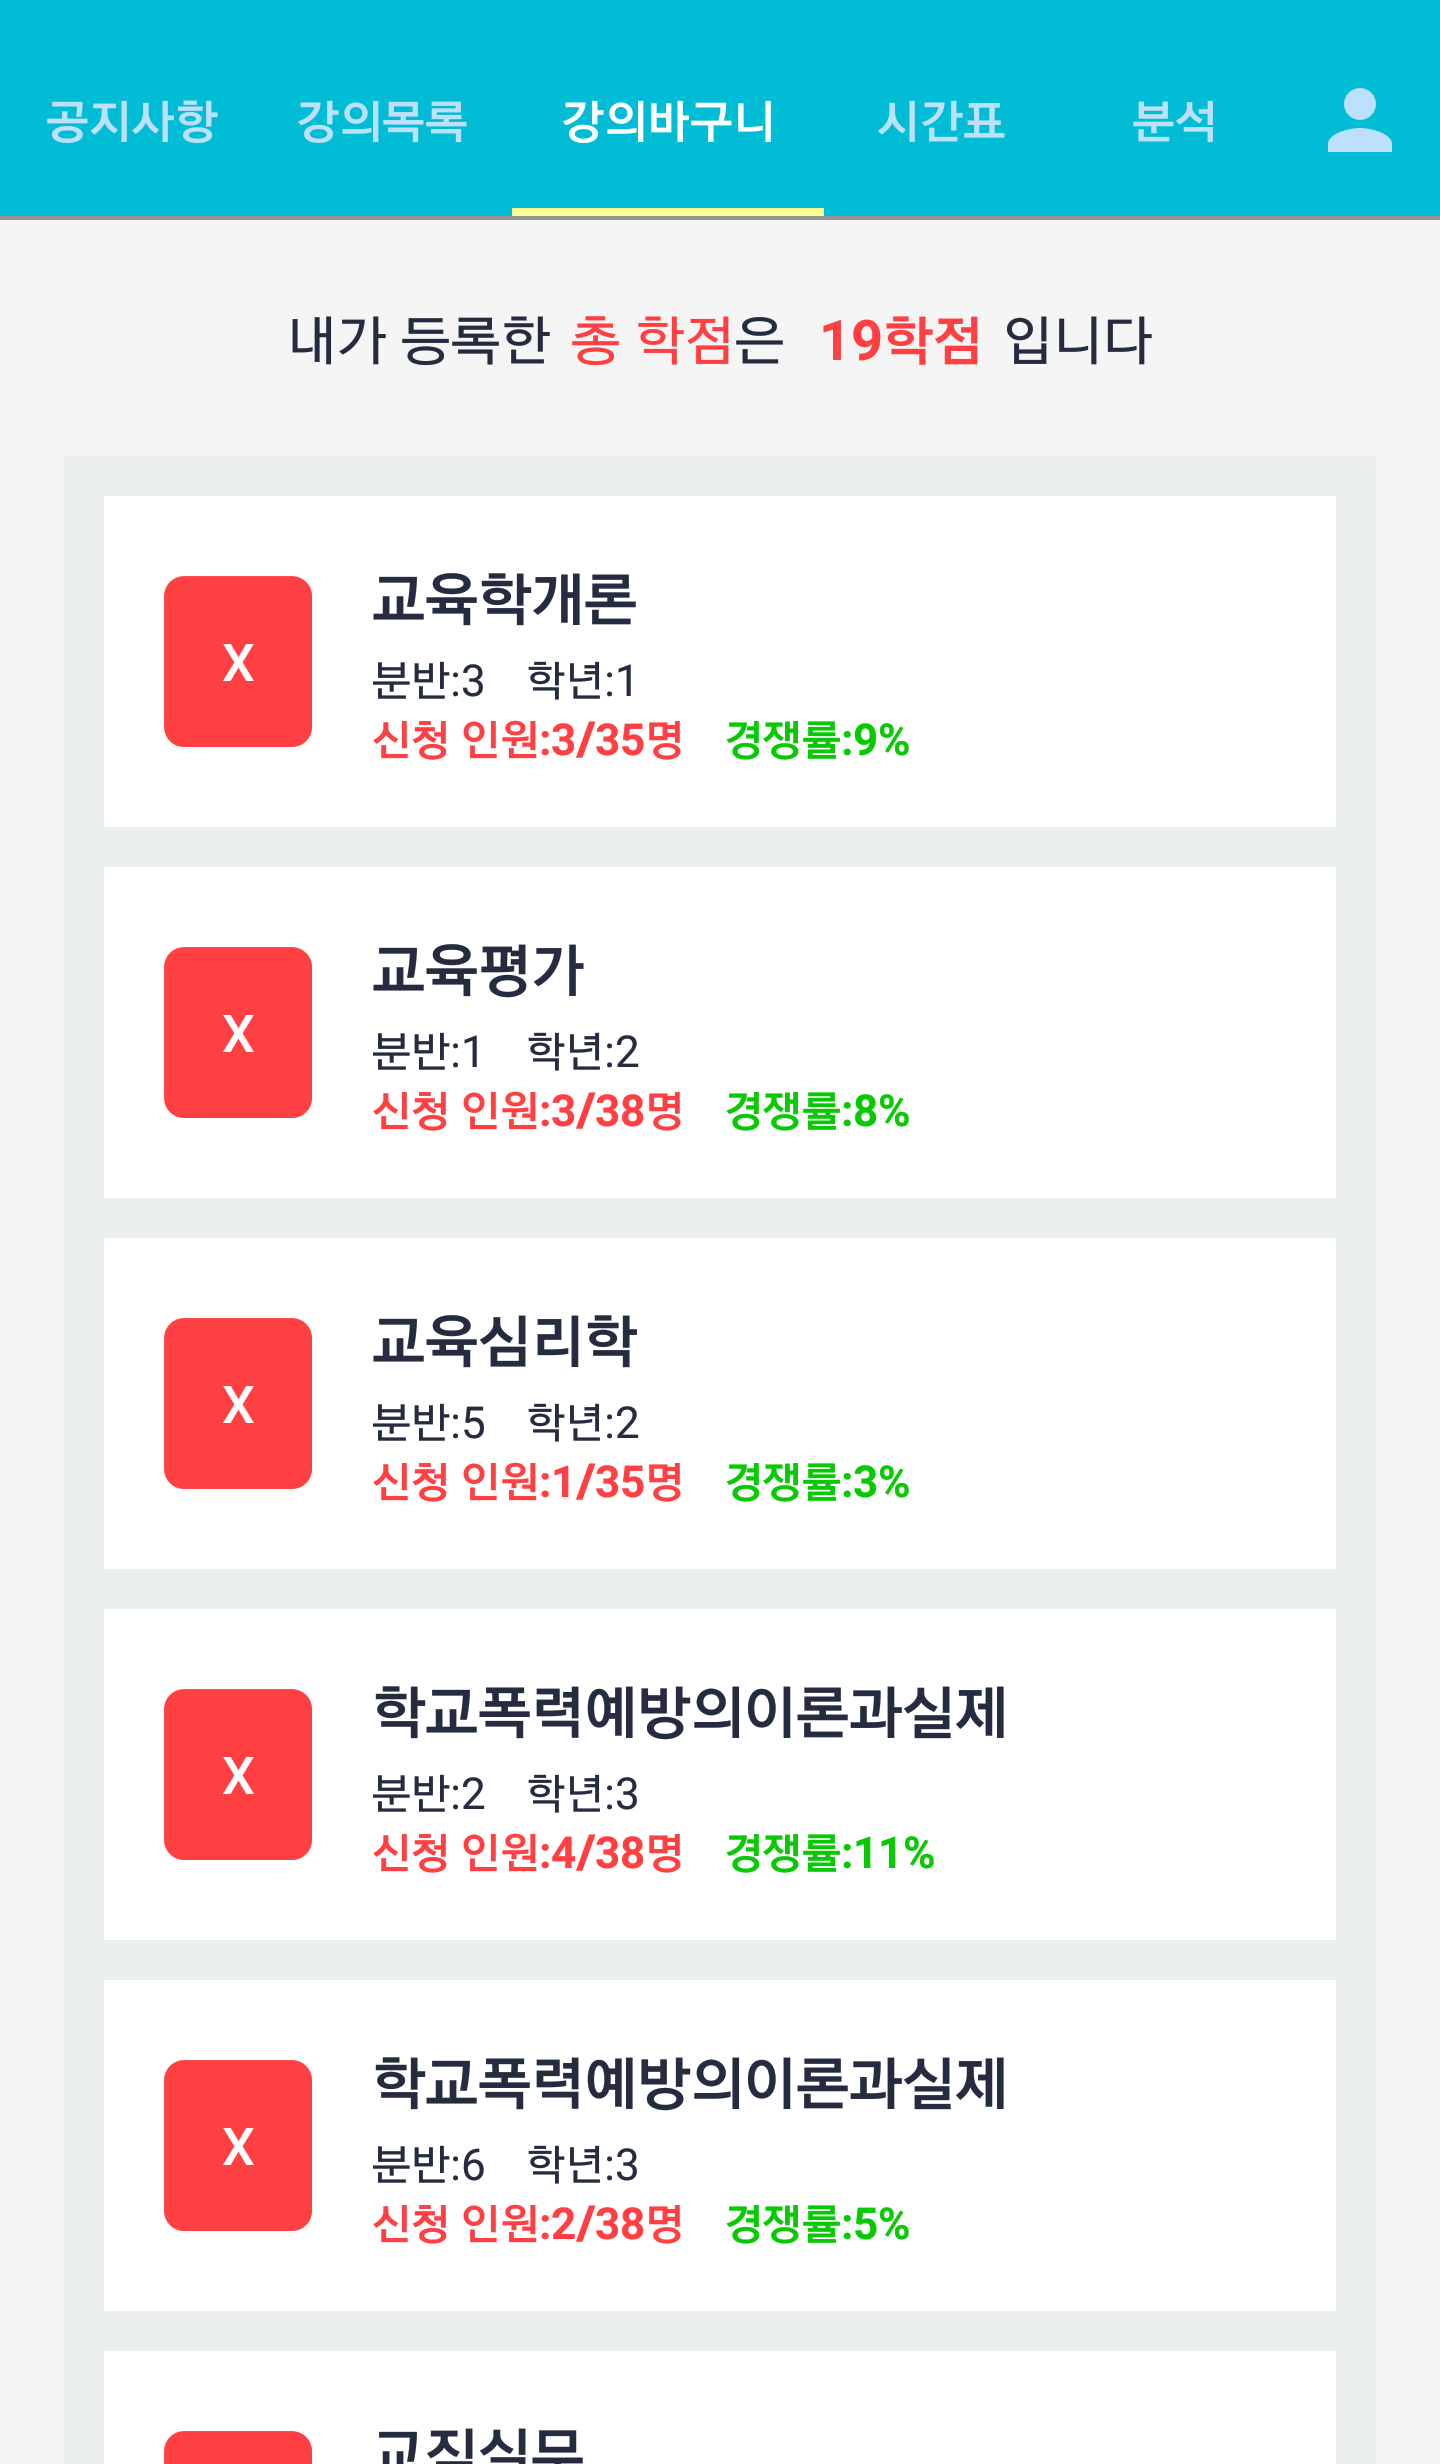 공지사항 강의목록 강의바구니 시간표 분석
내가 등록한 총 학점은 19학점 입니다
교육학개론
X
분반:3 학년:1
신청 인원:3/35명 경쟁률:9%
교육평가
X
분반:1 학년:2
신청 인원:3/38명 경쟁률:8%
교육심리학
X
분반:5 학년:2
신청 인원:1/35명 경쟁률:3%
학교폭력예방의이론과실제
X
분반:2 학년:3
신청 인원:4/38명 경쟁률:11%
학교폭력예방의이론과실제
X
분반:6 학년:3
신청 인원:2/38명 경쟁률:5%
교직실무